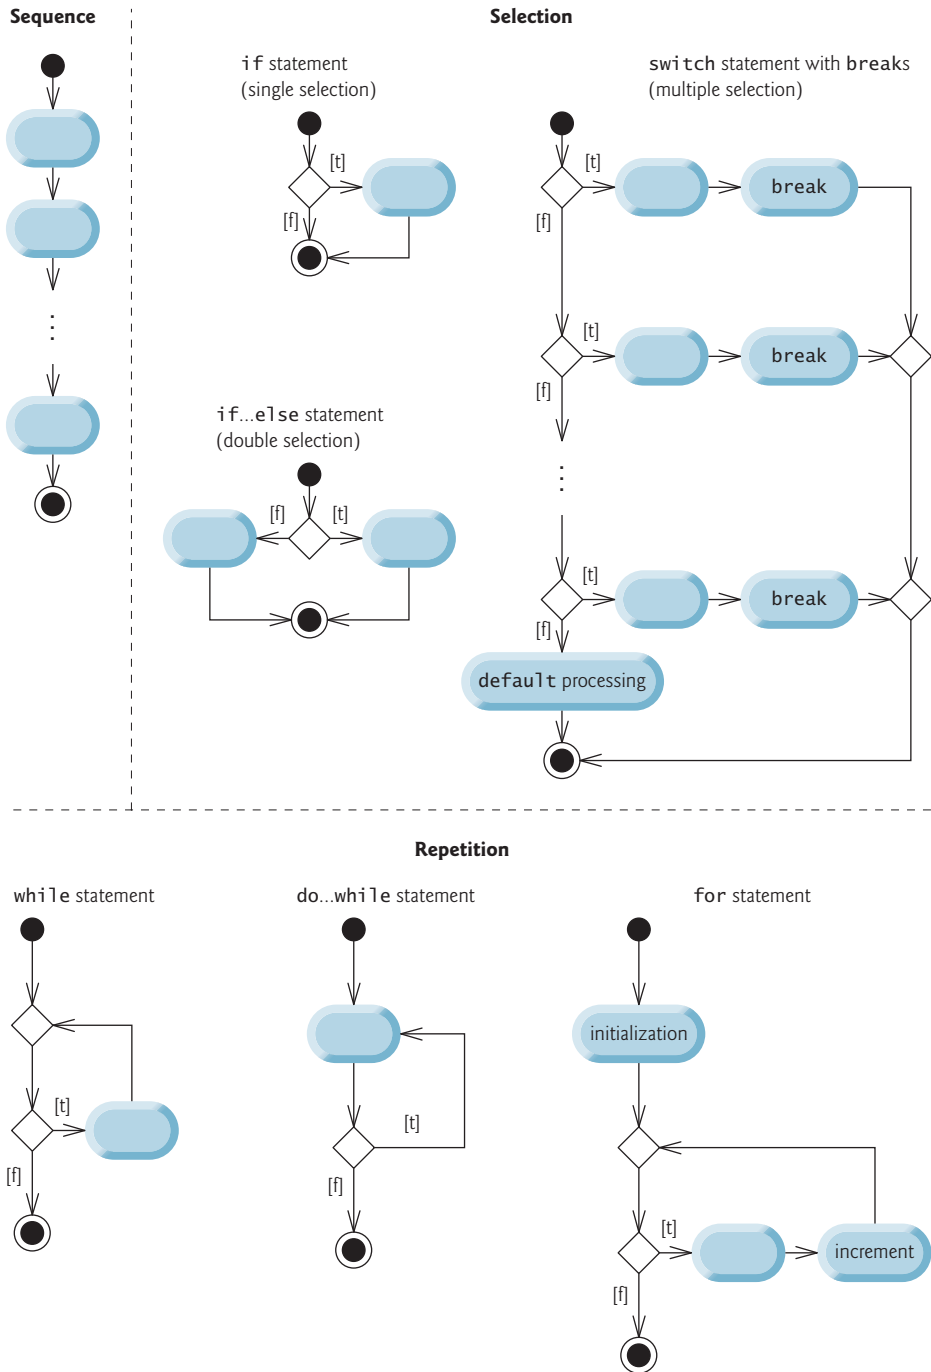 Sequence
Selection
if statement
(single selection)
[t]
[f]
if...else statement
(double selection)
[f]
[t]
switch statement with breaks
(multiple selection)
[t]
break
[f]
[t]
break
[f]
[t]
break
[f]
default processing
Repetition
while statement
[t]
[f]
do...while statement
[t]
[f]
for statement
initialization
[t]
increment
[f]